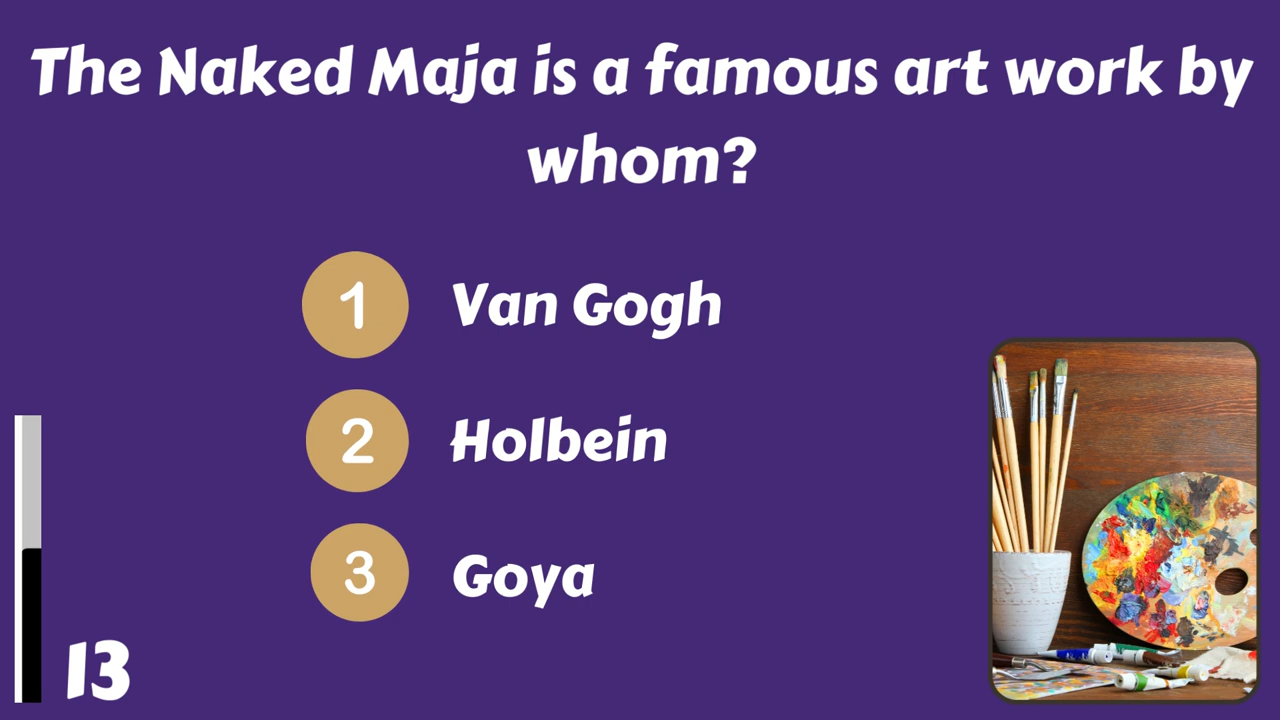 The Naked Maja is a famous art work by
whom?
1 Van Gogh
2 Holbein
3 Goya
13